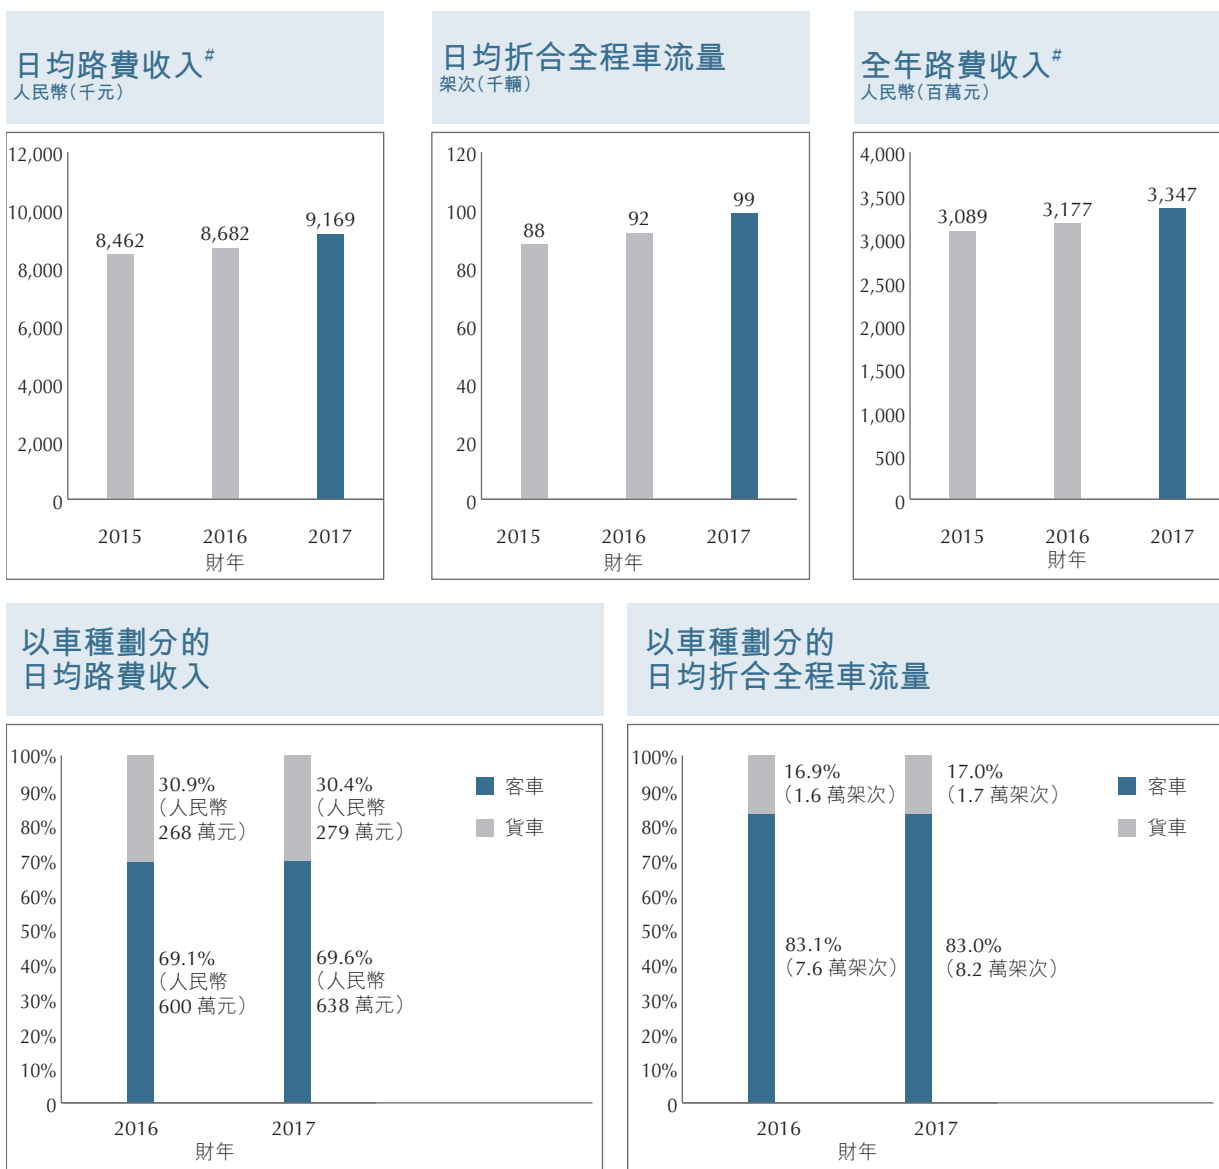 日均路費收入#
人民幣(千元)
12,000
10,000
8,000
6,000
4,000
2,000
0
8,462
8,682
9,169
2015 2016 2017
財年
日均折合全程車流量
架次(千輛)
120
100
80
60
40
20
0
88
92
99
2015 2016 2017
財年
全年路費收入#
人民幣(百萬元)
4,000
3,500
3,000
2,500
2,000
1,500
1,000
500
0
3,089
3,177
3,347
2015 2016 2017
財年
以車種劃分的
日均路費收入
100%
90%
80%
70%
60%
50%
40%
30%
20%
10%
0
30.9%
(人民幣
268 萬元)
30.4%
(人民幣
279 萬元)
69.1%
(人民幣
600 萬元)
69.6%
(人民幣
638 萬元)
客車
貨車
2016 2017
財年
以車種劃分的
日均折合全程車流量
100%
90%
80%
70%
60%
50%
40%
30%
20%
10%
0
16.9%
(1.6 萬架次)
17.0%
(1.7 萬架次)
83.1%
(7.6 萬架次)
83.0%
(8.2 萬架次)
客車
貨車
2016 2017
財年